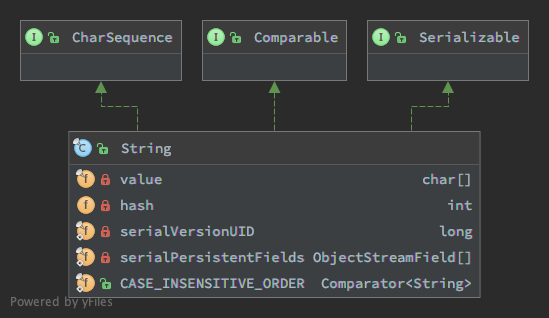 I CharSequence
I Comparable
I Serializable
C String
f value char[]
f hash int
f serialVersionUID long
f serialPersistentFields ObjectStreamField[]
f CASE_INSENSITIVE_ORDER Comparator<String>
Powered by yFiles